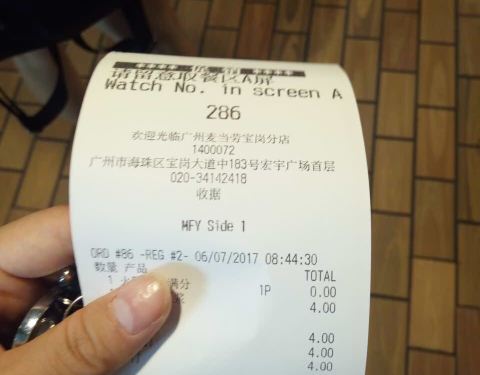 请留意取餐区A屏
Watch No. in screen A
286
欢迎光临广州麦当劳宝岗分店
1400072
广州市海珠区宝岗大道中183号宏宇广场首层
020-34142418
收据
MFY Side 1
ORD #86 -REG #2- 06/07/2017 08:44:30
数量 产品 TOTAL
1 满分 1P 0.00
浆 4.00
4.00
4.00
4.00